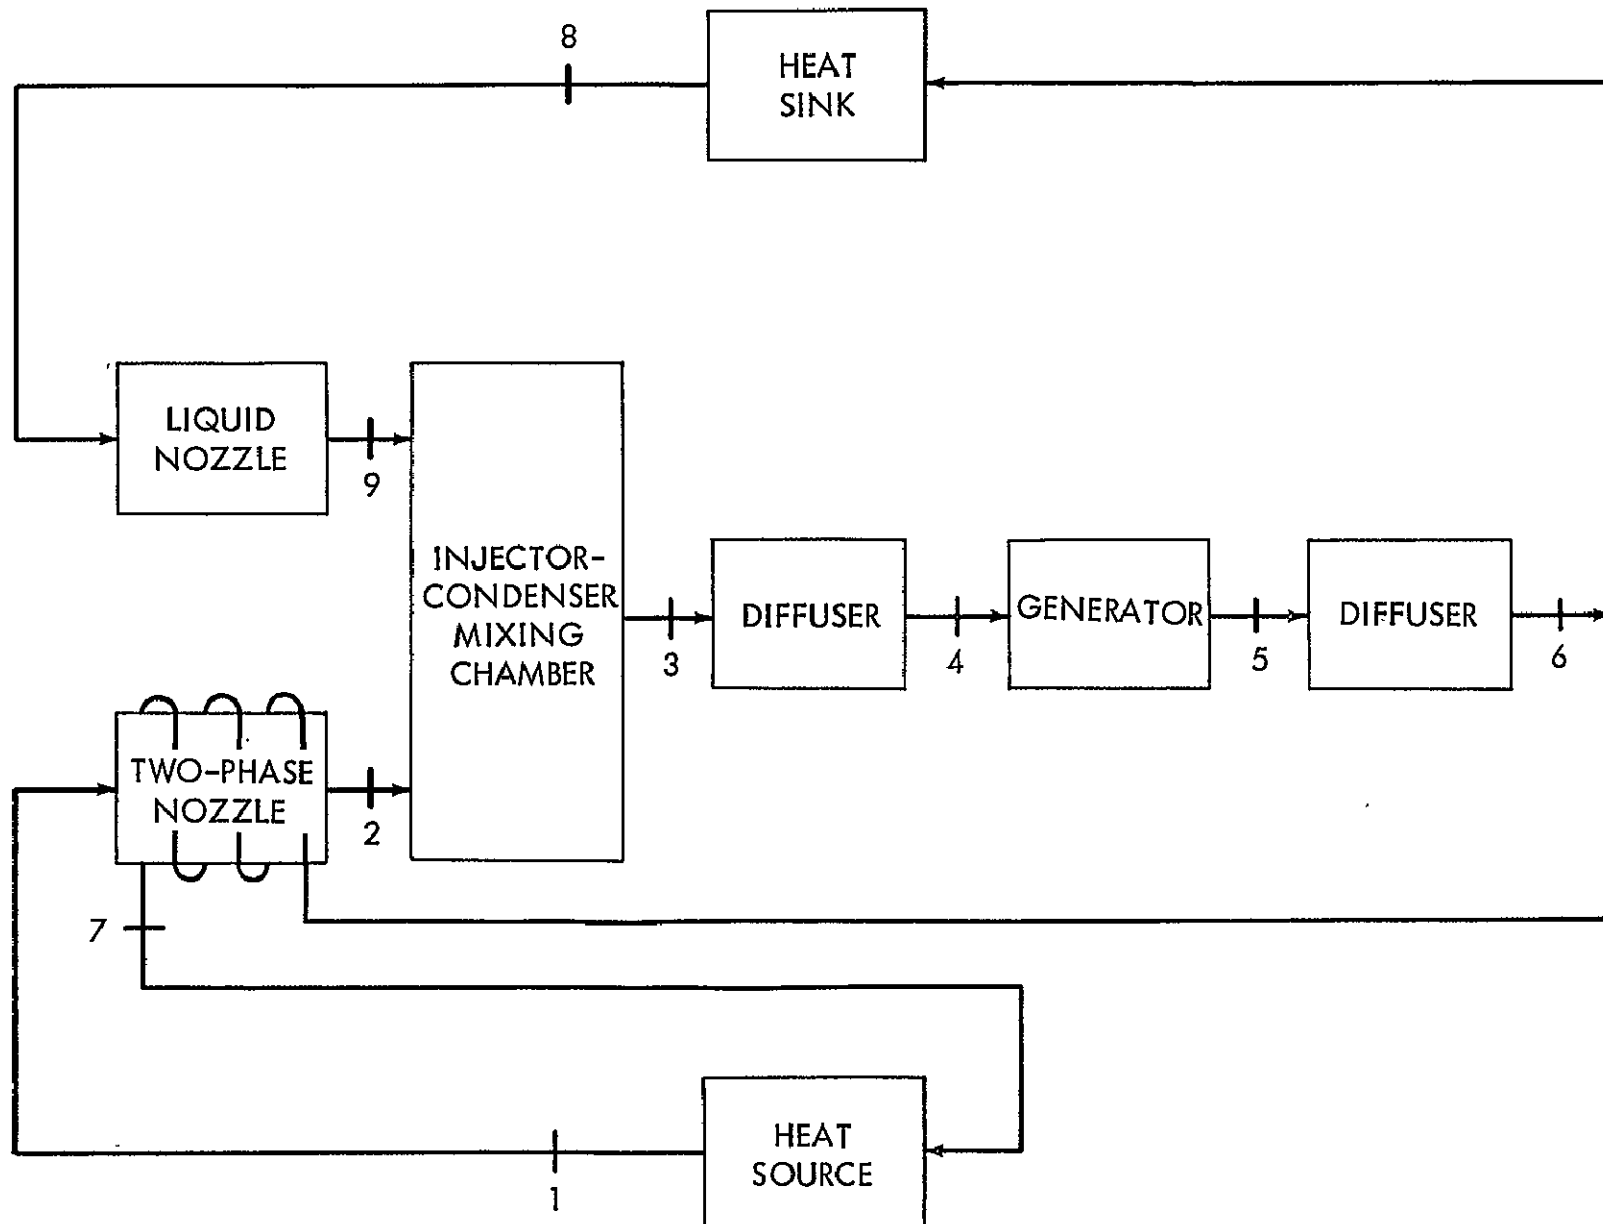 8
HEAT
SINK
LIQUID
NOZZLE
9
INJECTOR-
CONDENSER
MIXING
CHAMBER
3
DIFFUSER
4
GENERATOR
5
DIFFUSER
6
TWO-PHASE
NOZZLE
2
7
HEAT
SOURCE
1